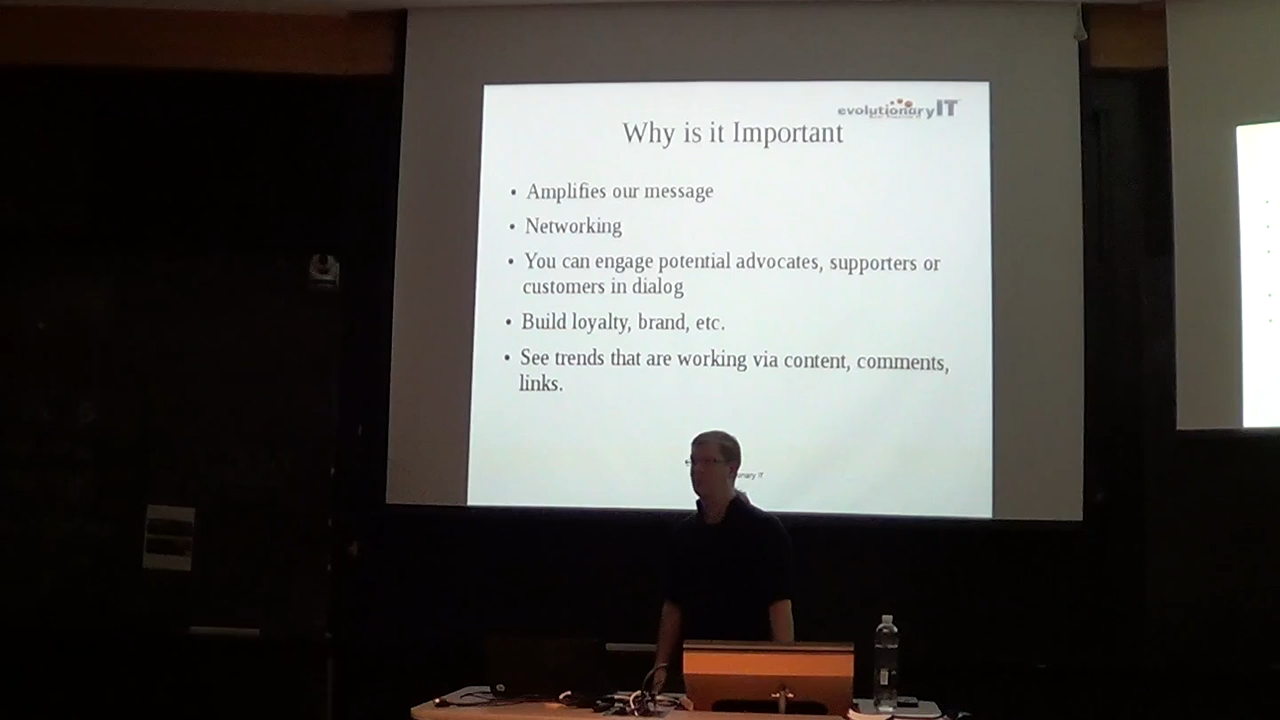 evolutionaryIT
Why is it Important
• Amplifies our message
• Networking
• You can engage potential advocates, supporters or
customers in dialog
• Build loyalty, brand, etc.
• See trends that are working via content, comments,
links.
IT